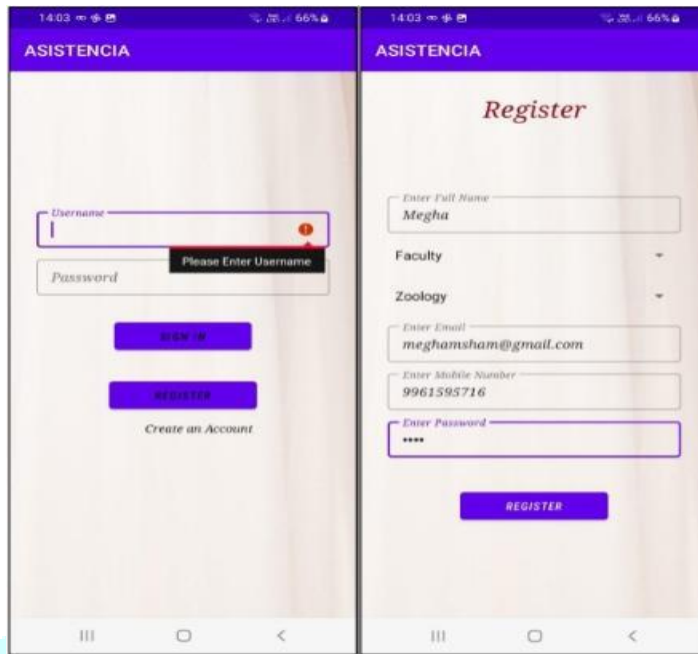 14:03
66%
ASISTENCIA
Username
Please Enter Username
Password
SIGN IN
REGISTER
Create an Account
14:03
66%
ASISTENCIA
Register
Enter Full Name
Megha
Faculty
Zoology
Enter Email
meghamsham@gmail.com
Enter Mobile Number
9961595716
Enter Password
••••
REGISTER